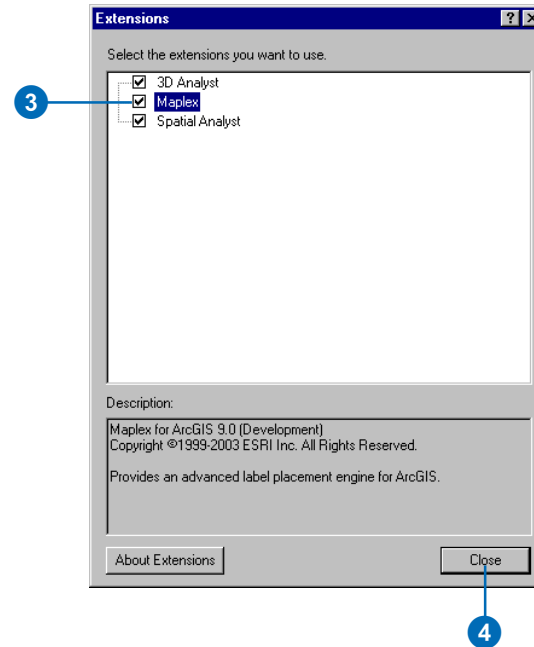 Extensions
Select the extensions you want to use.
3D Analyst
3
Maplex
Spatial Analyst
Description:
Maplex for ArcGIS 9.0 (Development)
Copyright ©1999-2003 ESRI Inc. All Rights Reserved.
Provides an advanced label placement engine for ArcGIS.
About Extensions
Close
4